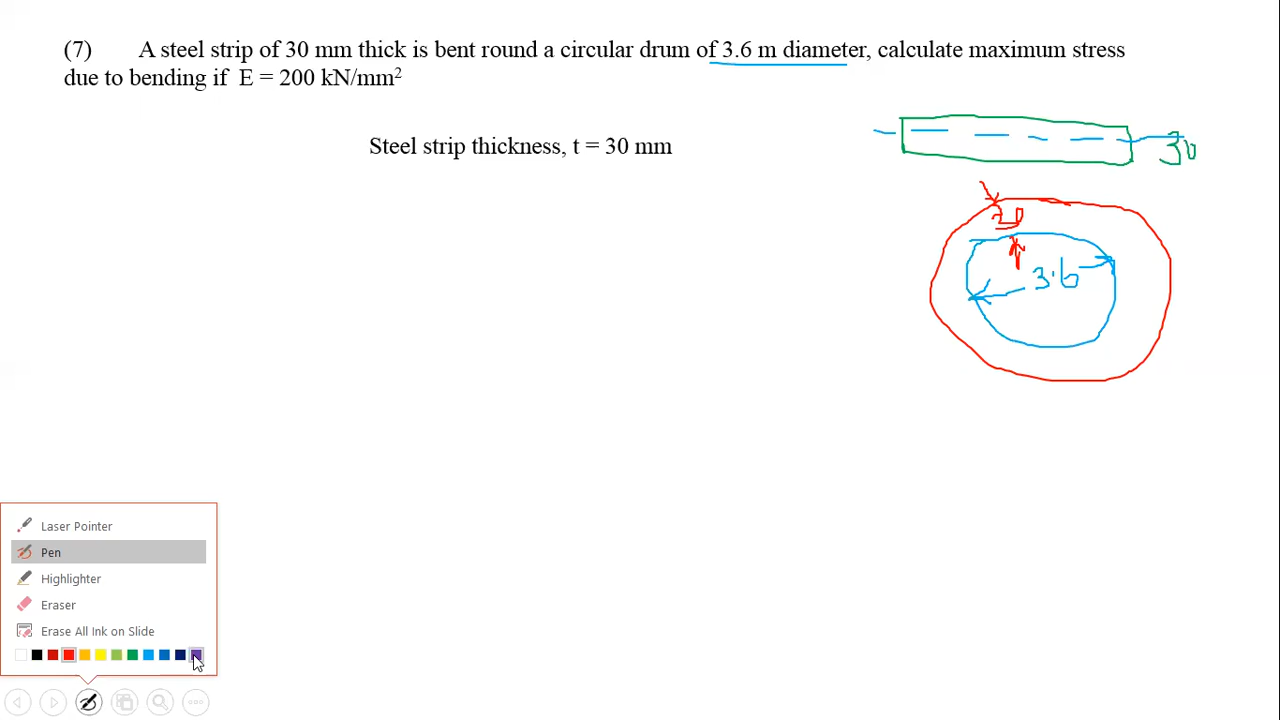 (7) A steel strip of 30 mm thick is bent round a circular drum of 3.6 m diameter, calculate maximum stress
due to bending if E = 200 kN/mm²
Steel strip thickness, t = 30 mm
30
30
3.6
Laser Pointer
Pen
Highlighter
Eraser
Erase All Ink on Slide